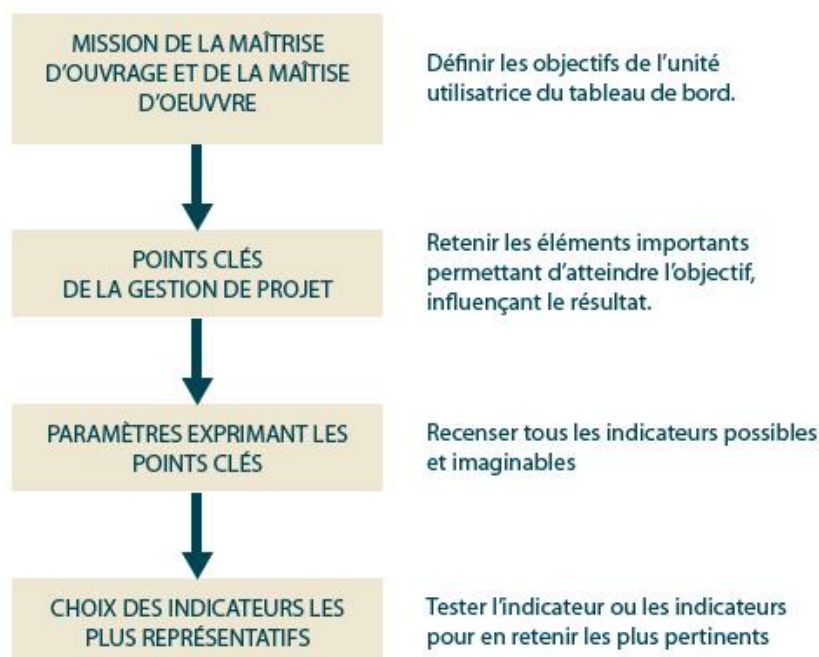 MISSION DE LA MAÎTRISE
D'OUVRAGE ET DE LA MAÎTISE
D'OEUVVRE
Définir les objectifs de l'unité
utilisatrice du tableau de bord.
POINTS CLÉS
DE LA GESTION DE PROJET
Retenir les éléments importants
permettant d'atteindre l'objectif,
influençant le résultat.
PARAMÈTRES EXPRIMANT LES
POINTS CLÉS
Recenser tous les indicateurs possibles
et imaginables
CHOIX DES INDICATEURS LES
PLUS REPRÉSENTATIFS
Tester l'indicateur ou les indicateurs
pour en retenir les plus pertinents